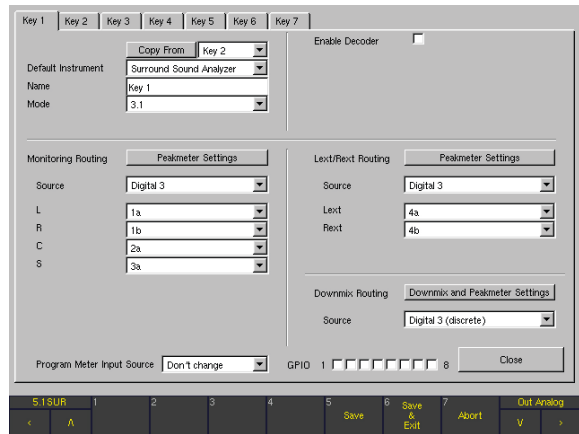 Key 1 Key 2 Key 3 Key 4 Key 5 Key 6 Key 7
Copy From Key 2
Enable Decoder
Default Instrument Surround Sound Analyzer
Name Key 1
Mode 3.1
Monitoring Routing Peakmeter Settings
Lext/Rext Routing Peakmeter Settings
Source Digital 3
Source Digital 3
L 1a
Lext 4a
R 1b
Rext 4b
C 2a
S 3a
Downmix Routing Downmix and Peakmeter Settings
Source Digital 3 (discrete)
Program Meter Input Source Don't change
GPIO 1 8
Close
5.1SUR 1 2 3 4 5 6 7 Out Analog
< ʌ Save Save & Exit Abort v >